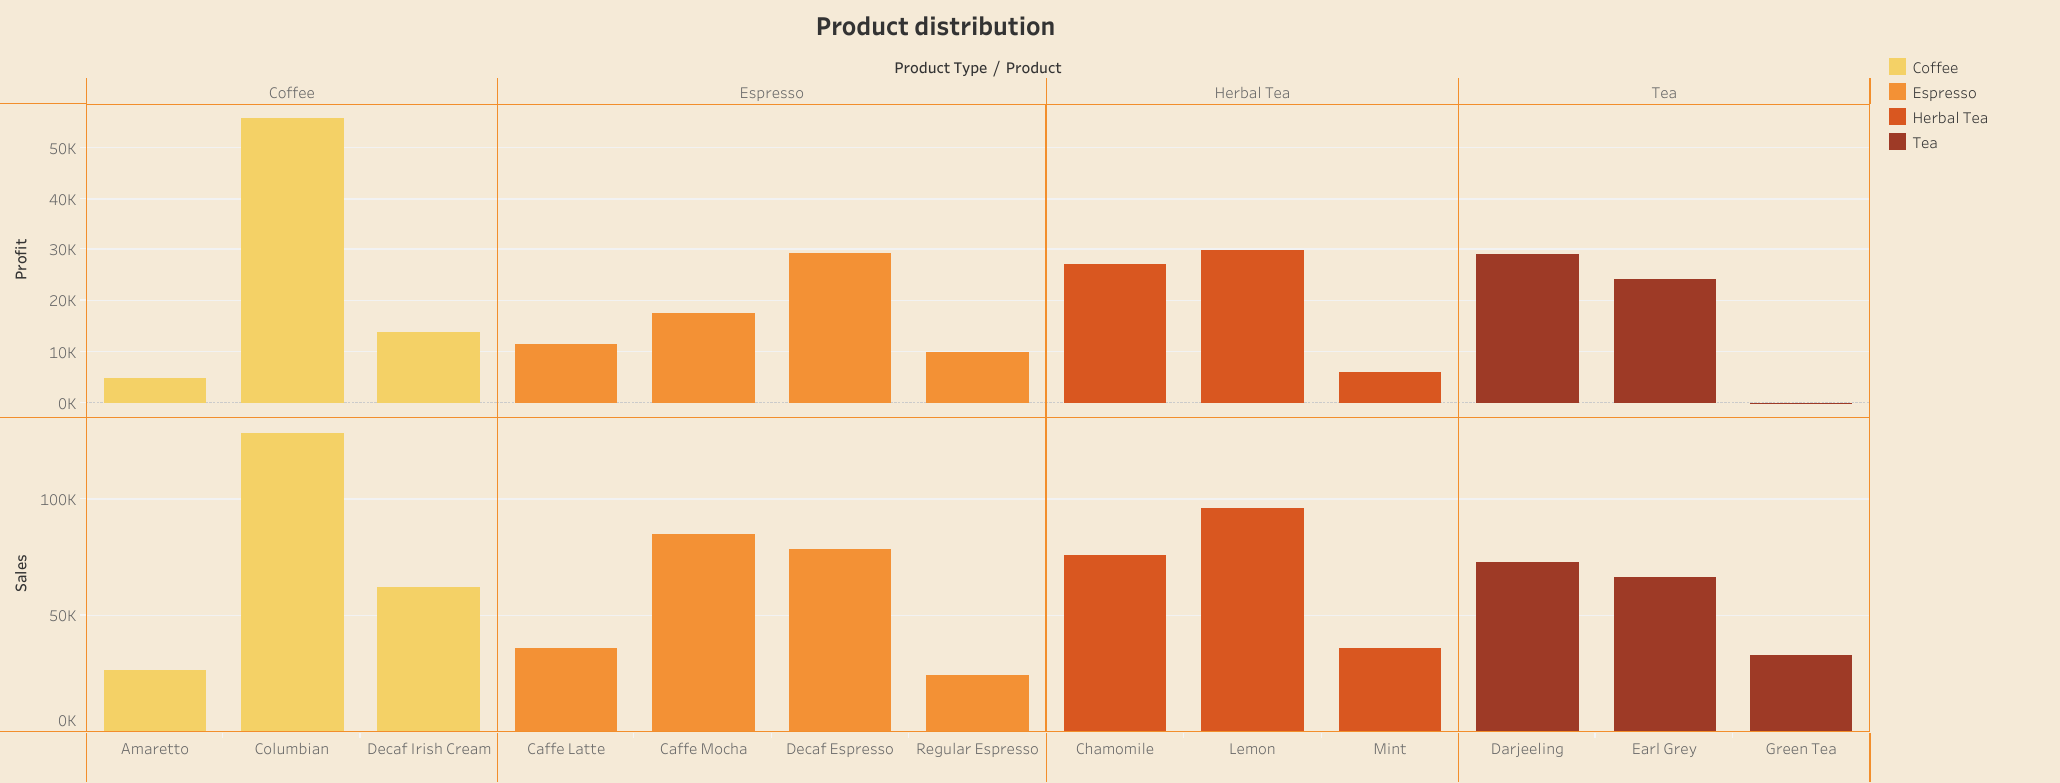 Product distribution
Product Type / Product
Coffee
Espresso
Herbal Tea
Tea
Coffee
Espresso
Herbal Tea
Tea
Profit
50K
40K
30K
20K
10K
0K
Sales
100K
50K
0K
Amaretto
Columbian
Decaf Irish Cream
Caffe Latte
Caffe Mocha
Decaf Espresso
Regular Espresso
Chamomile
Lemon
Mint
Darjeeling
Earl Grey
Green Tea